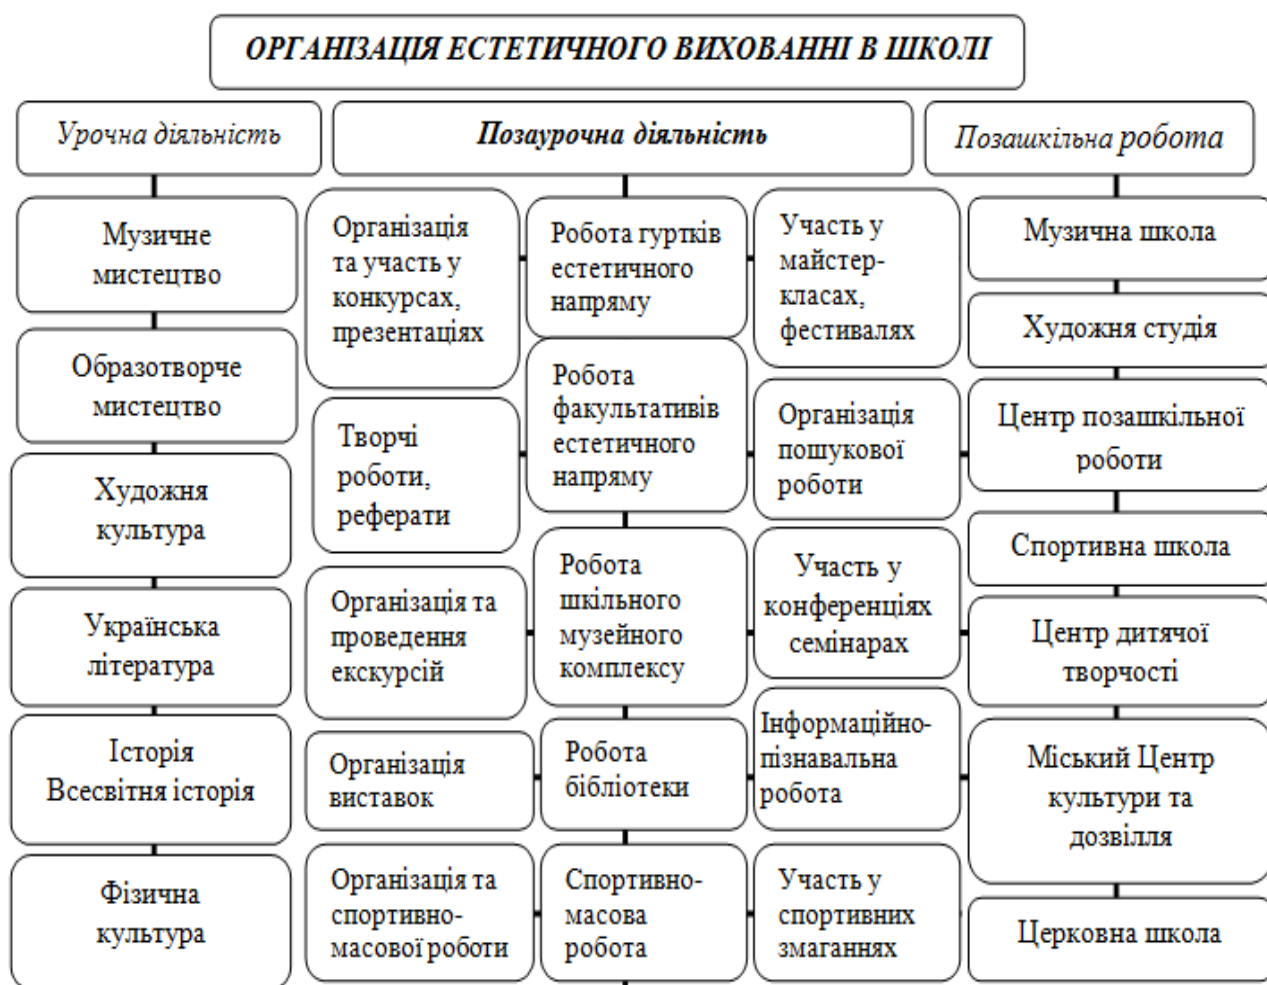 ОРГАНІЗАЦІЯ ЕСТЕТИЧНОГО ВИХОВАННІ В ШКОЛІ
Урочна діяльність
Музичне
мистецтво
Образотворче
мистецтво
Художня
культура
Українська
література
Історія
Всесвітня історія
Фізична
культура
Позаурочна діяльність
Організація
та участь у
конкурсах,
презентаціях
Творчі
роботи,
реферати
Організація та
проведення
екскурсій
Організація
виставок
Організація та
спортивно-
масової роботи
Робота гуртків
естетичного
напряму
Робота
факультативів
естетичного
напряму
Робота
шкільного
музейного
комплексу
Робота
бібліотеки
Спортивно-
масова
робота
Участь у
майстер-
класах,
фестивалях
Організація
пошукової
роботи
Участь у
конференціях
семінарах
Інформаційно-
пізнавальна
робота
Участь у
спортивних
змаганнях
Позашкільна робота
Музична школа
Художня студія
Центр позашкільної
роботи
Спортивна школа
Центр дитячої
творчості
Міський Центр
культури та
дозвілля
Церковна школа